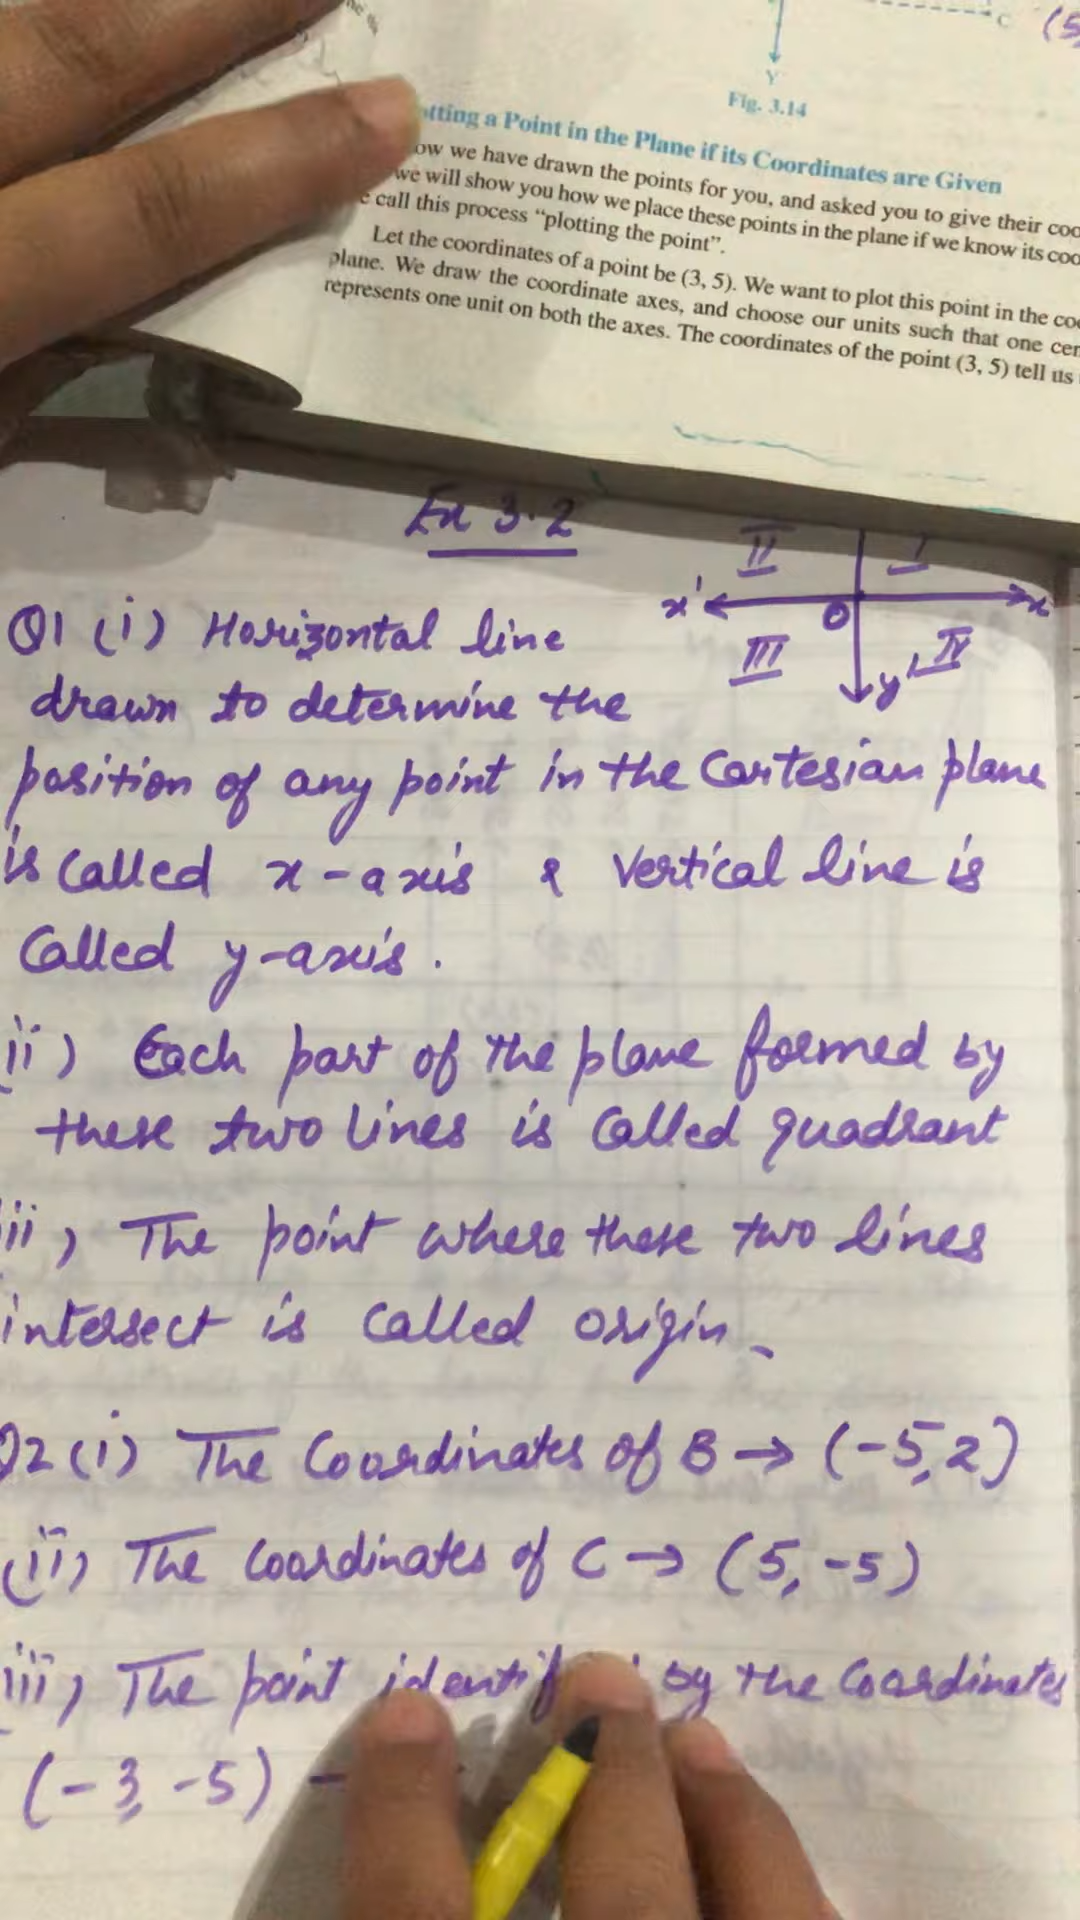 C
(5
Y
Fig. 3.14
tting a Point in the Plane if its Coordinates are Given
ow we have drawn the points for you, and asked you to give their coo
we will show you how we place these points in the plane if we know its coo
call this process “plotting the point”.
Let the coordinates of a point be (3, 5). We want to plot this point in the co
plane. We draw the coordinate axes, and choose our units such that one cen
represents one unit on both the axes. The coordinates of the point (3, 5) tell us
Ex 3.2
II I
x' O x
III IV
y'
Q1 (i) Horizontal line
drawn to determine the
position of any point in the Cartesian plane
is called x-axis & vertical line is
called y-axis.
ii) Each part of the plane formed by
these two lines is called quadrant
ii) The point where these two lines
intersect is called origin.
Q2 (i) The Coordinates of B → (-5, 2)
(ii) The Coordinates of C → (5, -5)
iii) The point identif by the Coordinates
(-3, -5) -